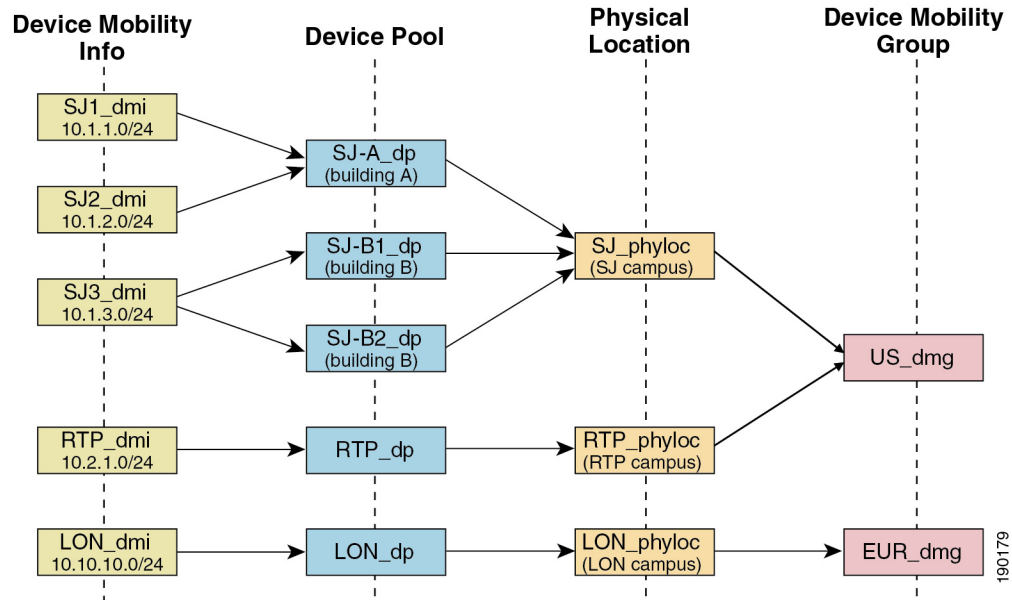 Device Mobility
Info
Device Pool
Physical
Location
Device Mobility
Group
SJ1_dmi
10.1.1.0/24
SJ-A_dp
(building A)
SJ2_dmi
10.1.2.0/24
SJ-B1_dp
(building B)
SJ_phyloc
(SJ campus)
SJ3_dmi
10.1.3.0/24
SJ-B2_dp
(building B)
US_dmg
RTP_dmi
10.2.1.0/24
RTP_dp
RTP_phyloc
(RTP campus)
LON_dmi
10.10.10.0/24
LON_dp
LON_phyloc
(LON campus)
EUR_dmg
190179